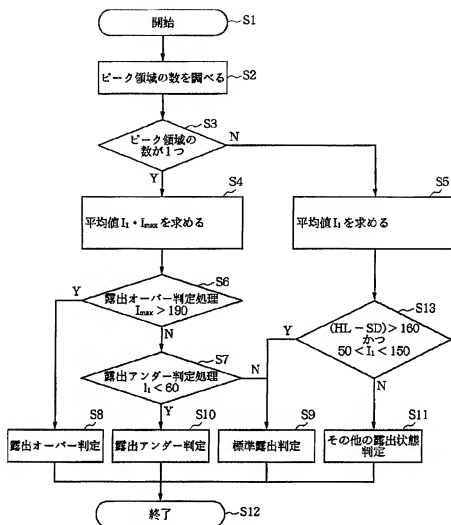 開始
S1
ピーク領域の数を調べる
S2
ピーク領域の
数が1つ
S3
N
Y
S4
平均値I₁・Imaxを求める
S5
平均値I₁を求める
S6
Y
露出オーバー判定処理
Imax > 190
N
S7
露出アンダー判定処理
I₁ < 60
N
Y
S13
Y
(HL－SD) > 160
かつ
50 < I₁ < 150
N
S8
露出オーバー判定
S10
露出アンダー判定
S9
標準露出判定
S11
その他の露出状態
判定
終了
S12